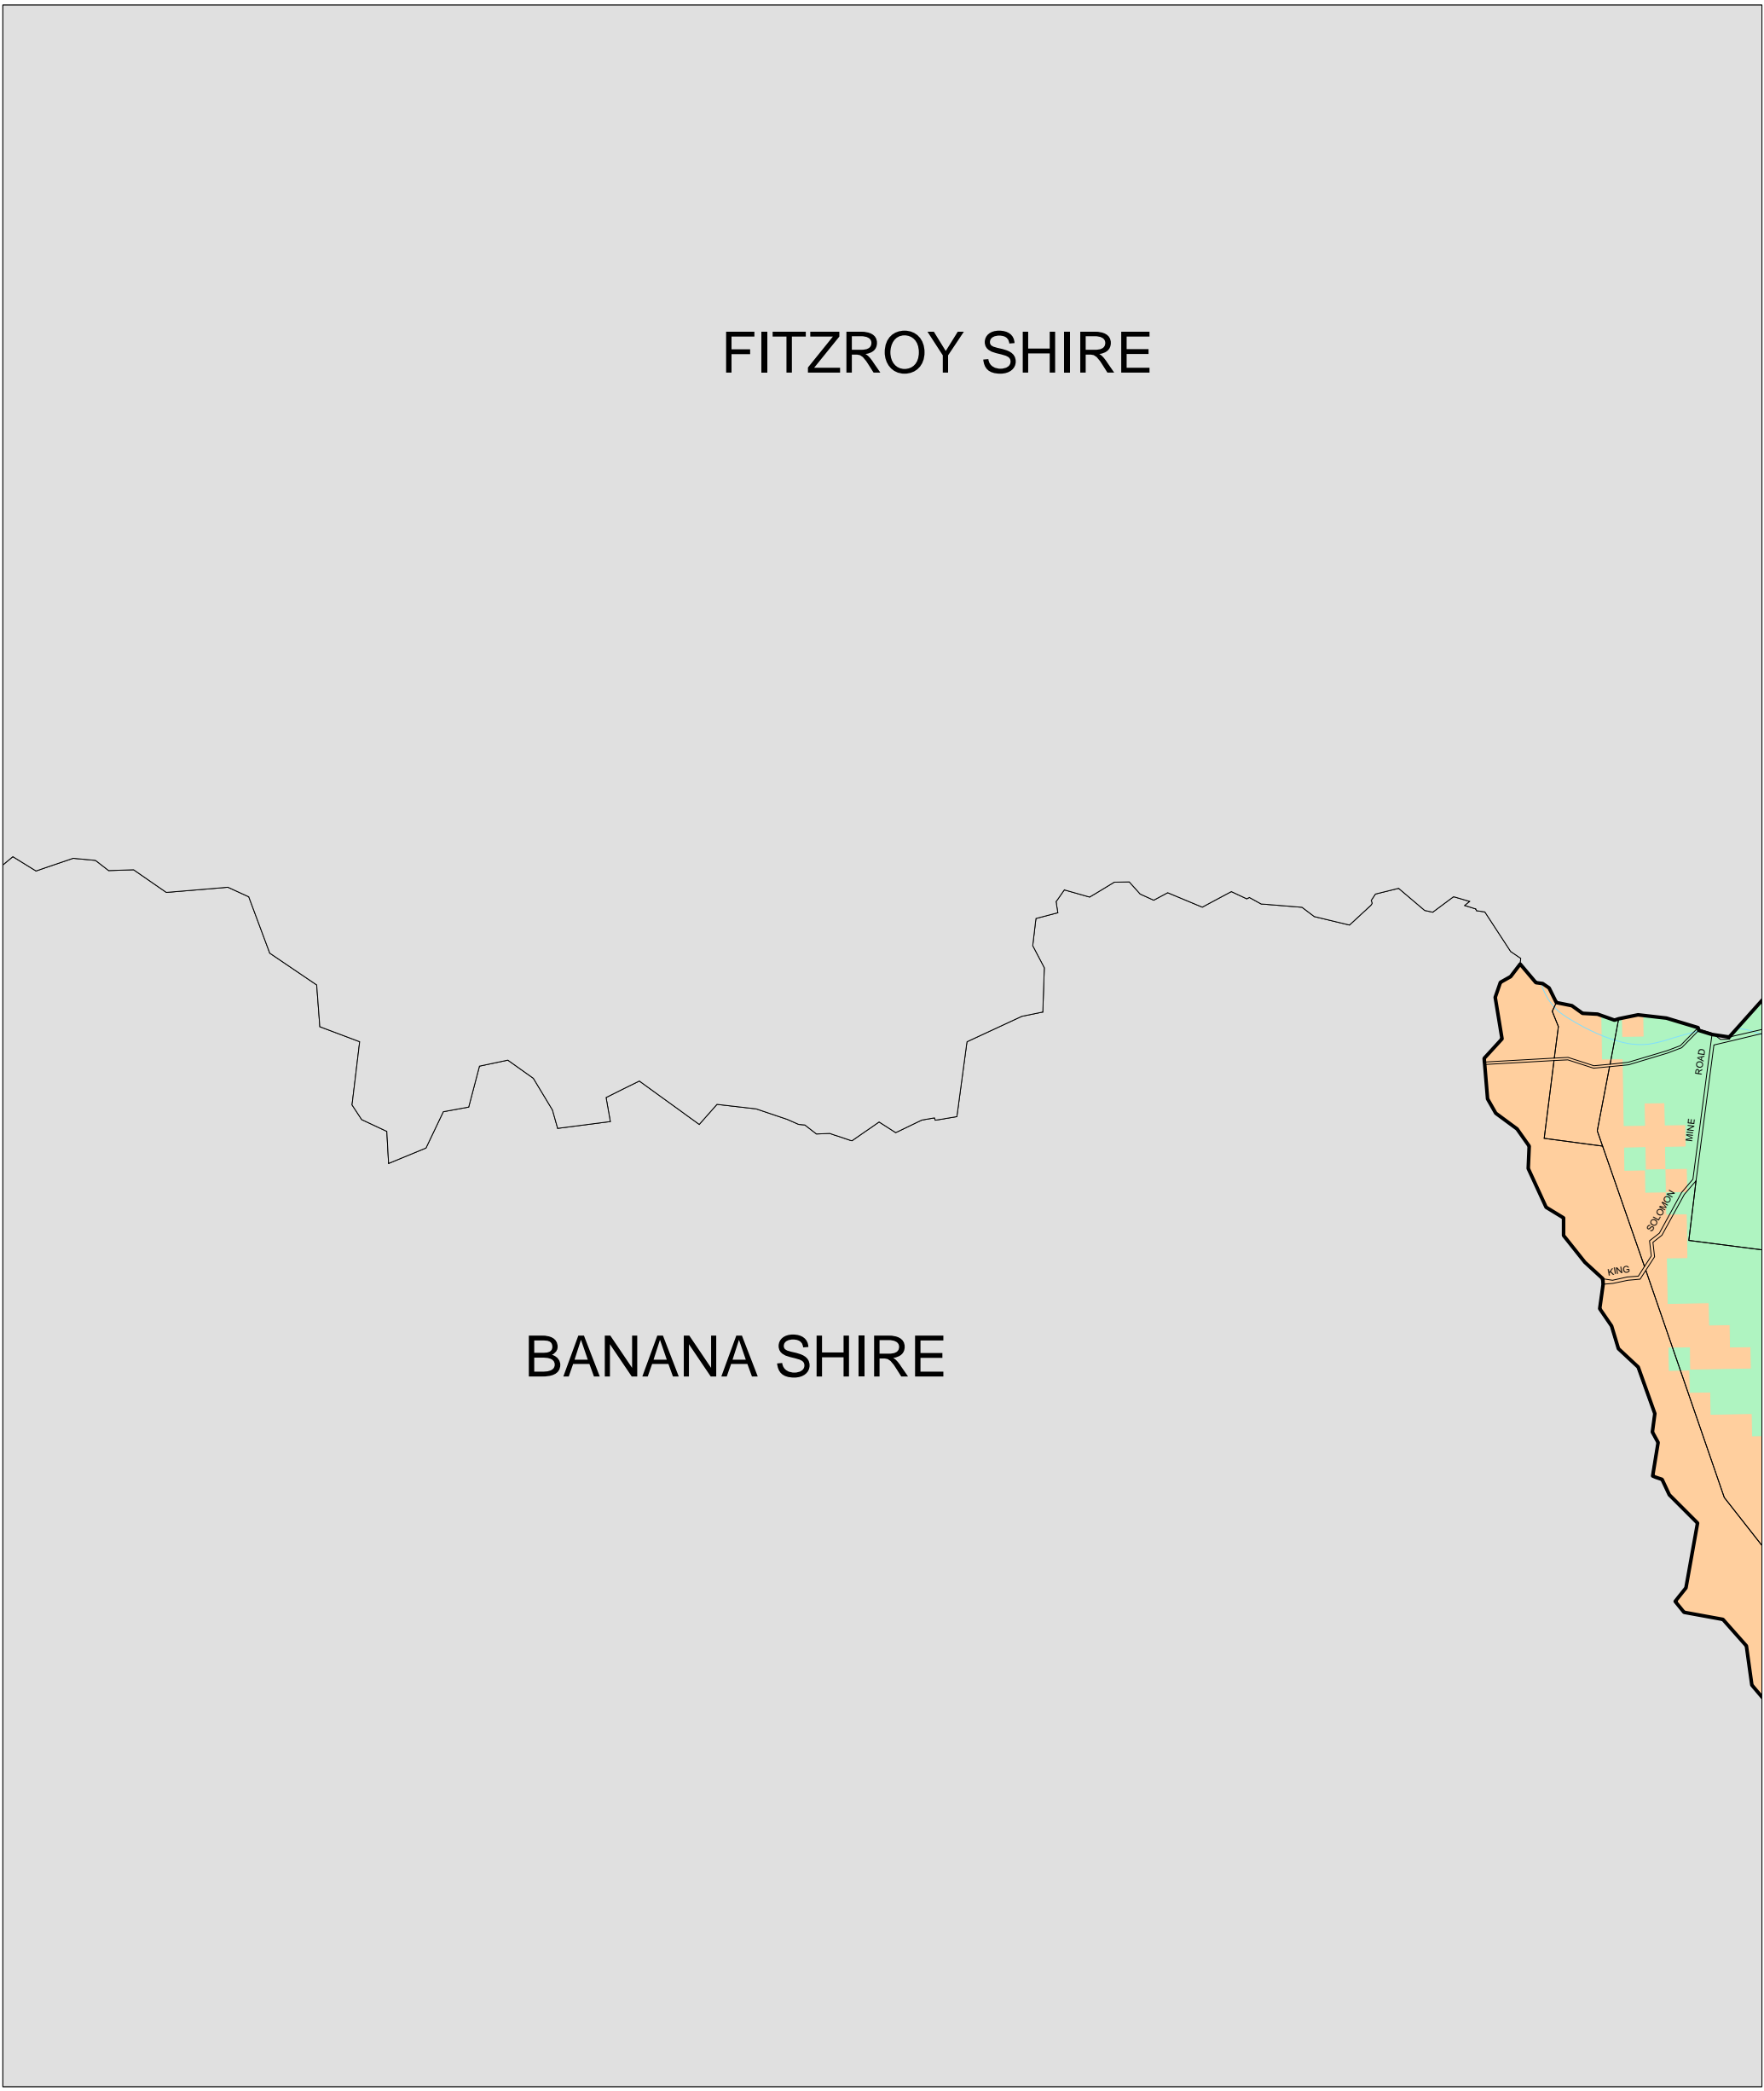 FITZROY SHIRE
ROAD
MINE
SOLOMON
KING
BANANA SHIRE